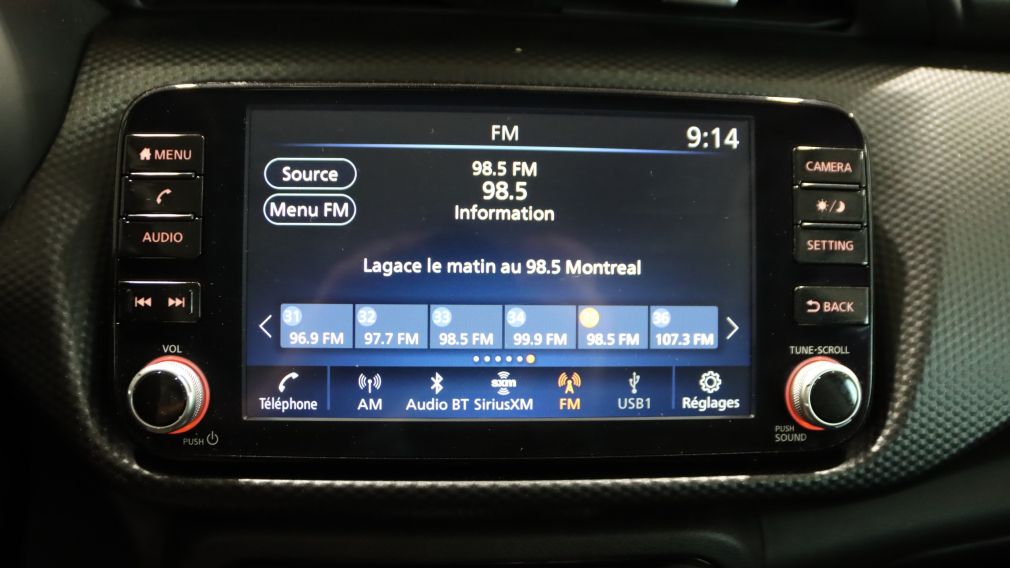 FM
9:14
MENU
AUDIO
Source
Menu FM
98.5 FM
98.5
Information
Lagace le matin au 98.5 Montreal
31
32
33
34
36
96.9 FM
97.7 FM
98.5 FM
99.9 FM
98.5 FM
107.3 FM
Téléphone
AM
Audio BT
sxm
SiriusXM
FM
USB1
Réglages
CAMERA
SETTING
BACK
VOL
PUSH
TUNE•SCROLL
PUSH
SOUND